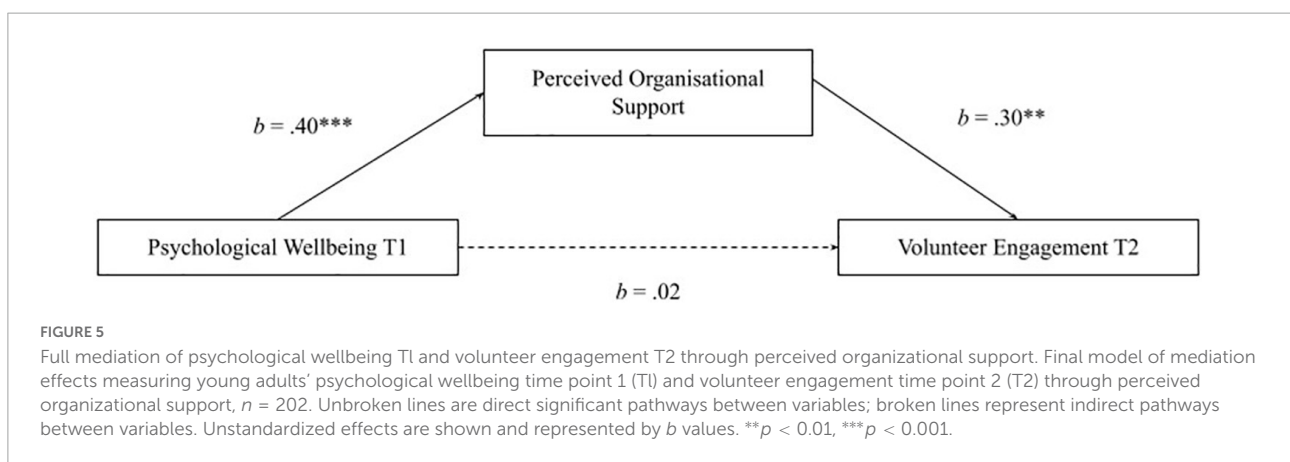 Perceived Organisational
Support
b = .40***
b = .30**
Psychological Wellbeing T1
Volunteer Engagement T2
b = .02
FIGURE 5
Full mediation of psychological wellbeing Tl and volunteer engagement T2 through perceived organizational support. Final model of mediation
effects measuring young adults’ psychological wellbeing time point 1 (Tl) and volunteer engagement time point 2 (T2) through perceived
organizational support, n = 202. Unbroken lines are direct significant pathways between variables; broken lines represent indirect pathways
between variables. Unstandardized effects are shown and represented by b values. **p < 0.01, ***p < 0.001.